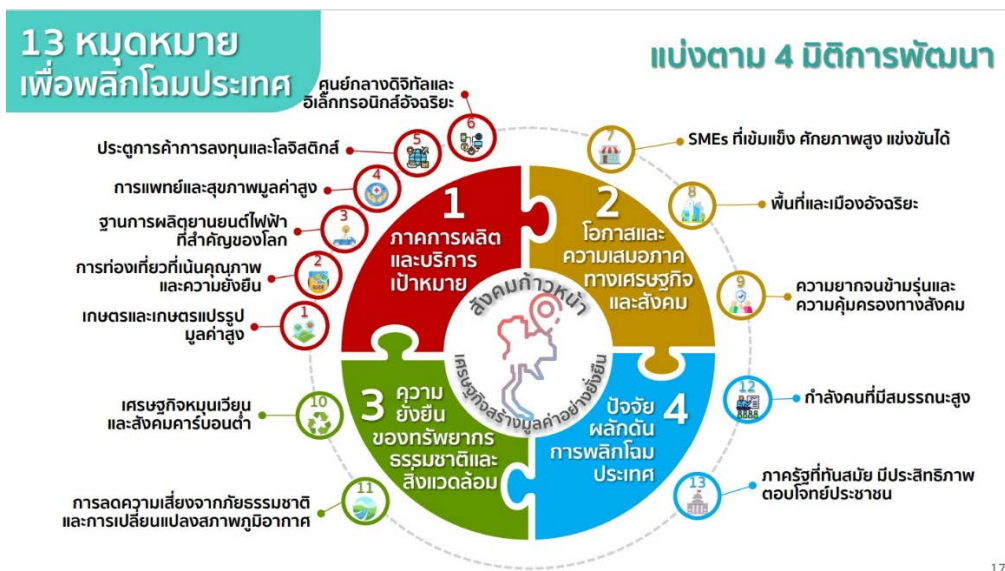 13 หมุดหมาย
เพื่อพลิกโฉมประเทศ
แบ่งตาม 4 มิติการพัฒนา
ศูนย์กลางดิจิทัลและ
อิเล็กทรอนิกส์อัจฉริยะ
6
ประตูการค้าการลงทุนและโลจิสติกส์
5
การแพทย์และสุขภาพมูลค่าสูง
4
ฐานการผลิตยานยนต์ไฟฟ้า
ที่สำคัญของโลก
3
การท่องเที่ยวที่เน้นคุณภาพ
และความยั่งยืน
2
เกษตรและเกษตรแปรรูป
มูลค่าสูง
1
1
ภาคการผลิต
และบริการ
เป้าหมาย
2
โอกาสและ
ความเสมอภาค
ทางเศรษฐกิจ
และสังคม
7
SMEs ที่เข้มแข็ง ศักยภาพสูง แข่งขันได้
8
พื้นที่และเมืองอัจฉริยะ
9
ความยากจนข้ามรุ่นและ
ความคุ้มครองทางสังคม
สังคมก้าวหน้า
เศรษฐกิจสร้างมูลค่าอย่างยั่งยืน
3 ความ
ยั่งยืน
ของทรัพยากร
ธรรมชาติและ
สิ่งแวดล้อม
10
เศรษฐกิจหมุนเวียน
และสังคมคาร์บอนต่ำ
11
การลดความเสี่ยงจากภัยธรรมชาติ
และการเปลี่ยนแปลงสภาพภูมิอากาศ
ปัจจัย 4
ผลักดัน
การพลิกโฉม
ประเทศ
12
กำลังคนที่มีสมรรถนะสูง
13
ภาครัฐที่ทันสมัย มีประสิทธิภาพ
ตอบโจทย์ประชาชน